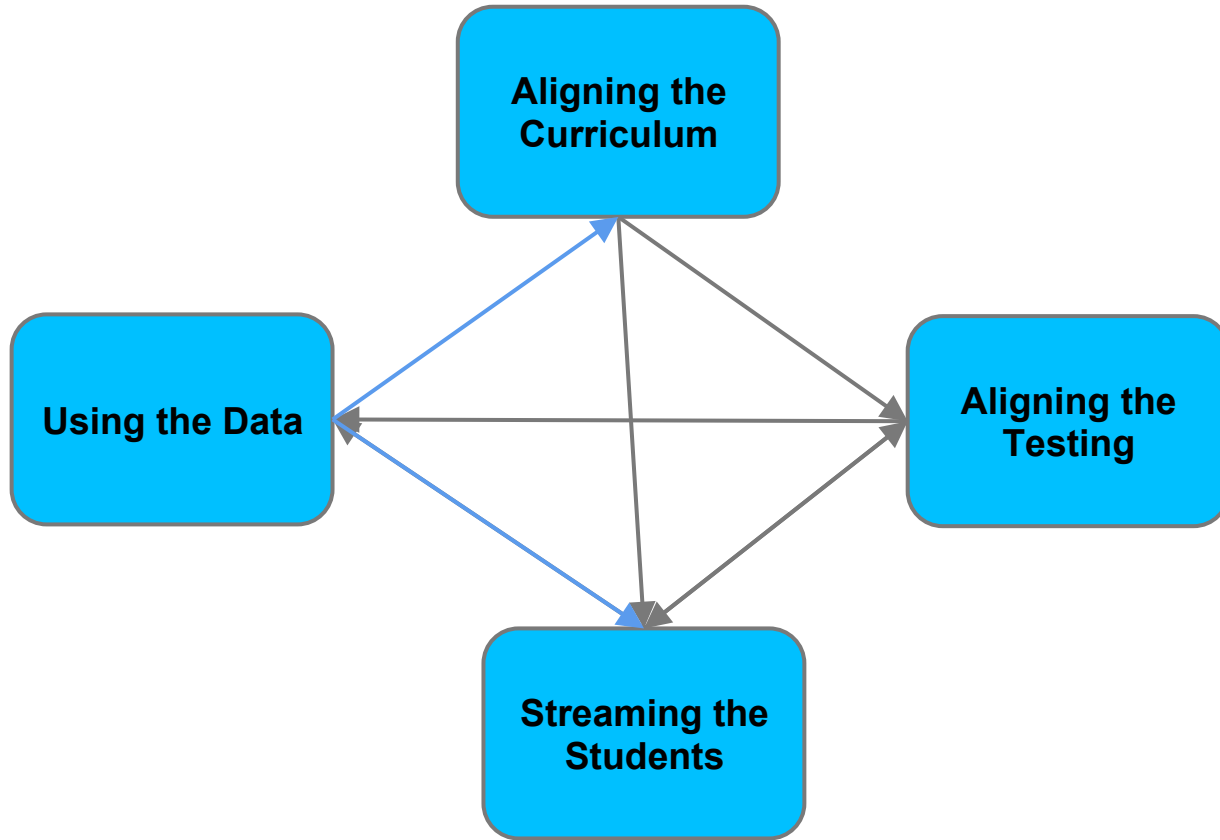 Aligning the
Curriculum
Using the Data
Aligning the
Testing
Streaming the
Students